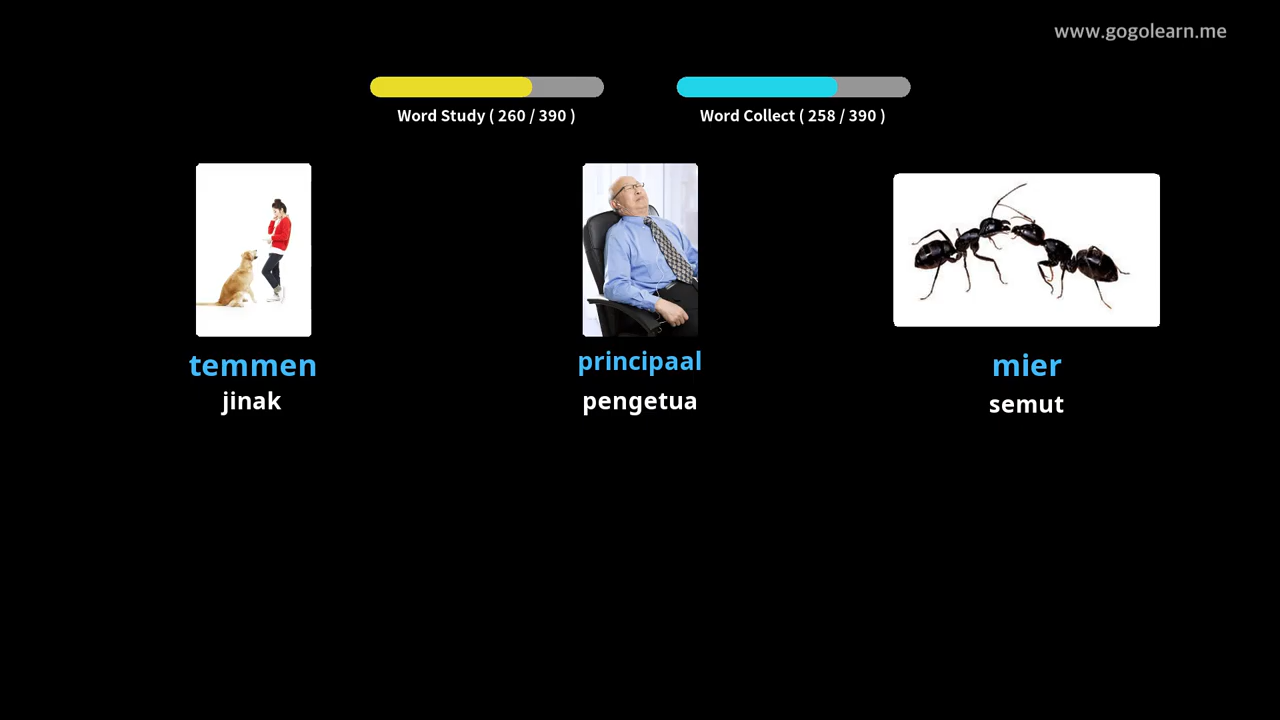 www.gogolearn.me
Word Study ( 260 / 390 )
Word Collect ( 258 / 390 )
temmen
jinak
principaal
pengetua
mier
semut